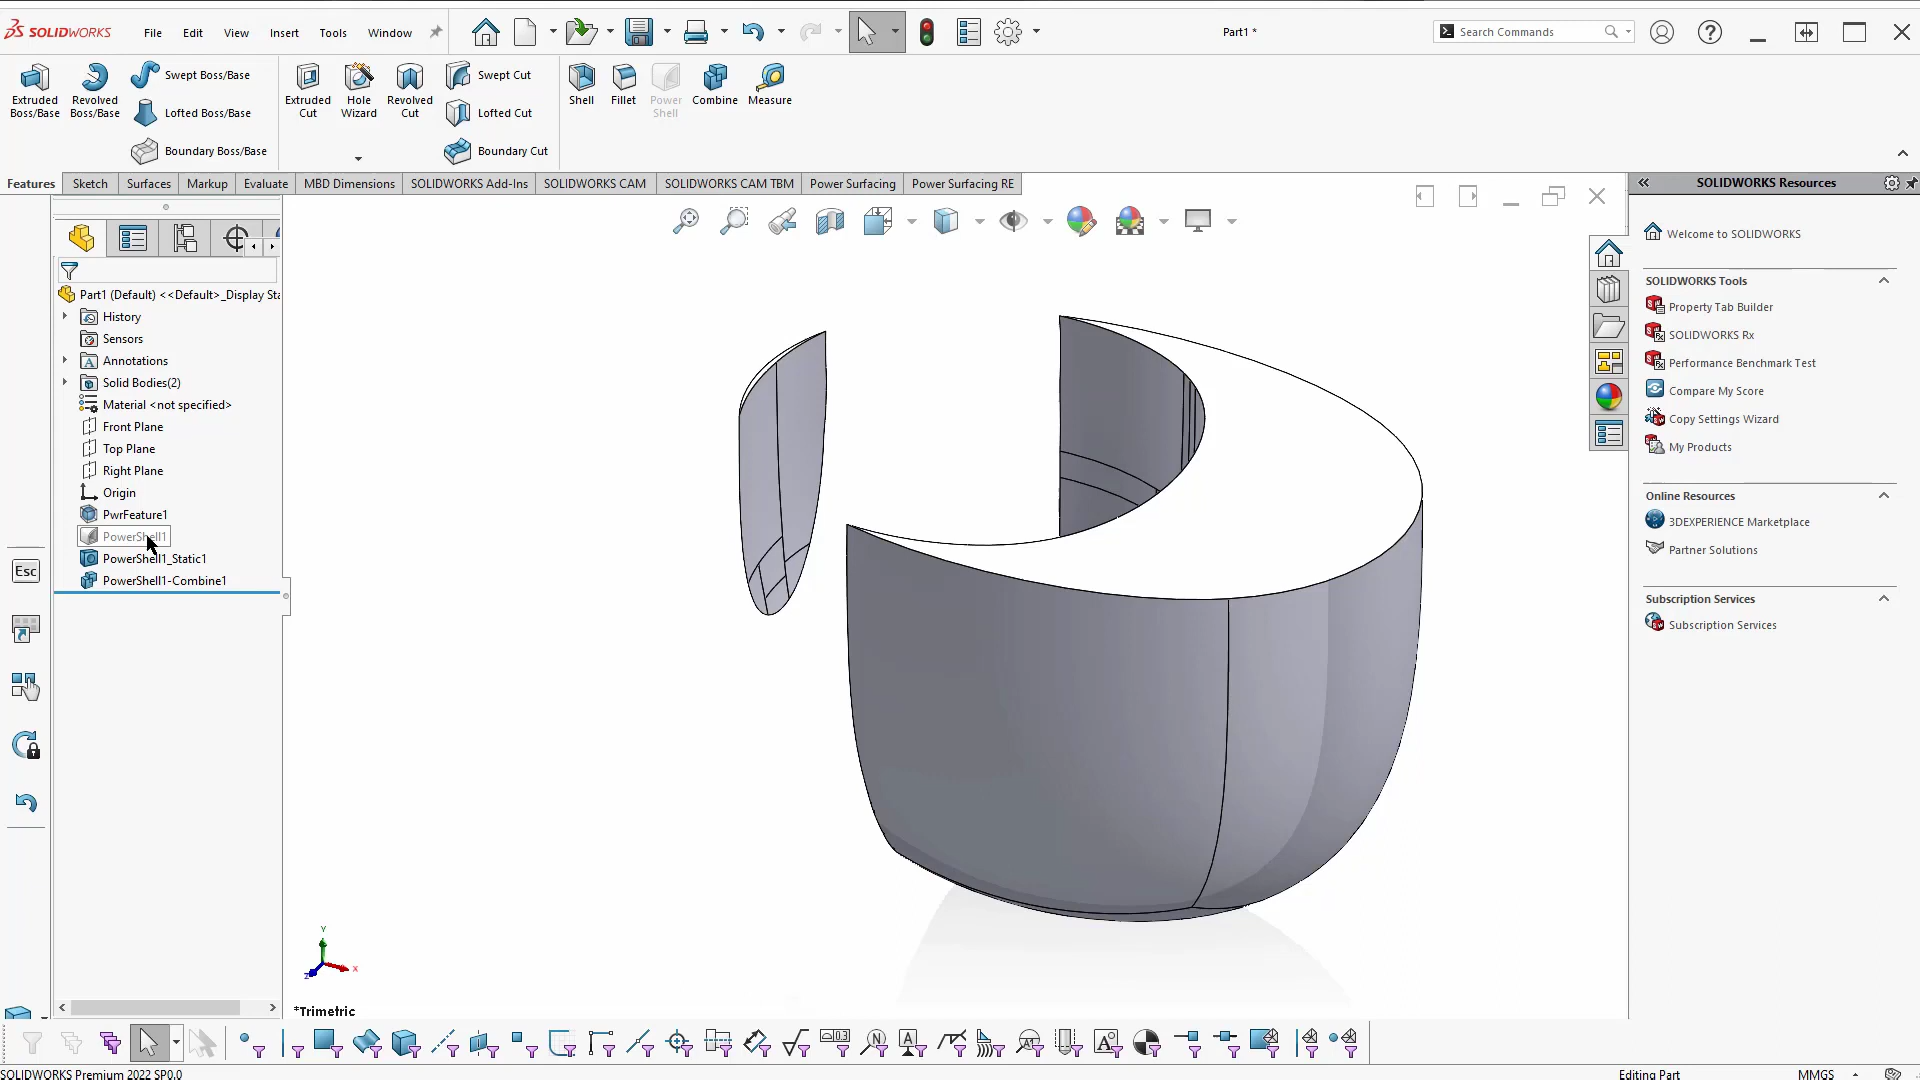 SOLIDWORKS
File
Edit
View
Insert
Tools
Window
Part1 *
Search Commands
Extruded
Boss/Base
Revolved
Boss/Base
Swept Boss/Base
Lofted Boss/Base
Boundary Boss/Base
Extruded
Cut
Hole
Wizard
Revolved
Cut
Swept Cut
Lofted Cut
Boundary Cut
Shell
Fillet
Power
Shell
Combine
Measure
Features
Sketch
Surfaces
Markup
Evaluate
MBD Dimensions
SOLIDWORKS Add-Ins
SOLIDWORKS CAM
SOLIDWORKS CAM TBM
Power Surfacing
Power Surfacing RE
Part1 (Default) <<Default>_Display Sta
History
Sensors
Annotations
Solid Bodies(2)
Material <not specified>
Front Plane
Top Plane
Right Plane
Origin
PwrFeature1
PowerShell1
PowerShell1_Static1
PowerShell1-Combine1
Esc
Y
X
Z
*Trimetric
SOLIDWORKS Resources
Welcome to SOLIDWORKS
SOLIDWORKS Tools
Property Tab Builder
SOLIDWORKS Rx
Performance Benchmark Test
Compare My Score
Copy Settings Wizard
My Products
Online Resources
3DEXPERIENCE Marketplace
Partner Solutions
Subscription Services
Subscription Services
SOLIDWORKS Premium 2022 SP0.0
Editing Part
MMGS